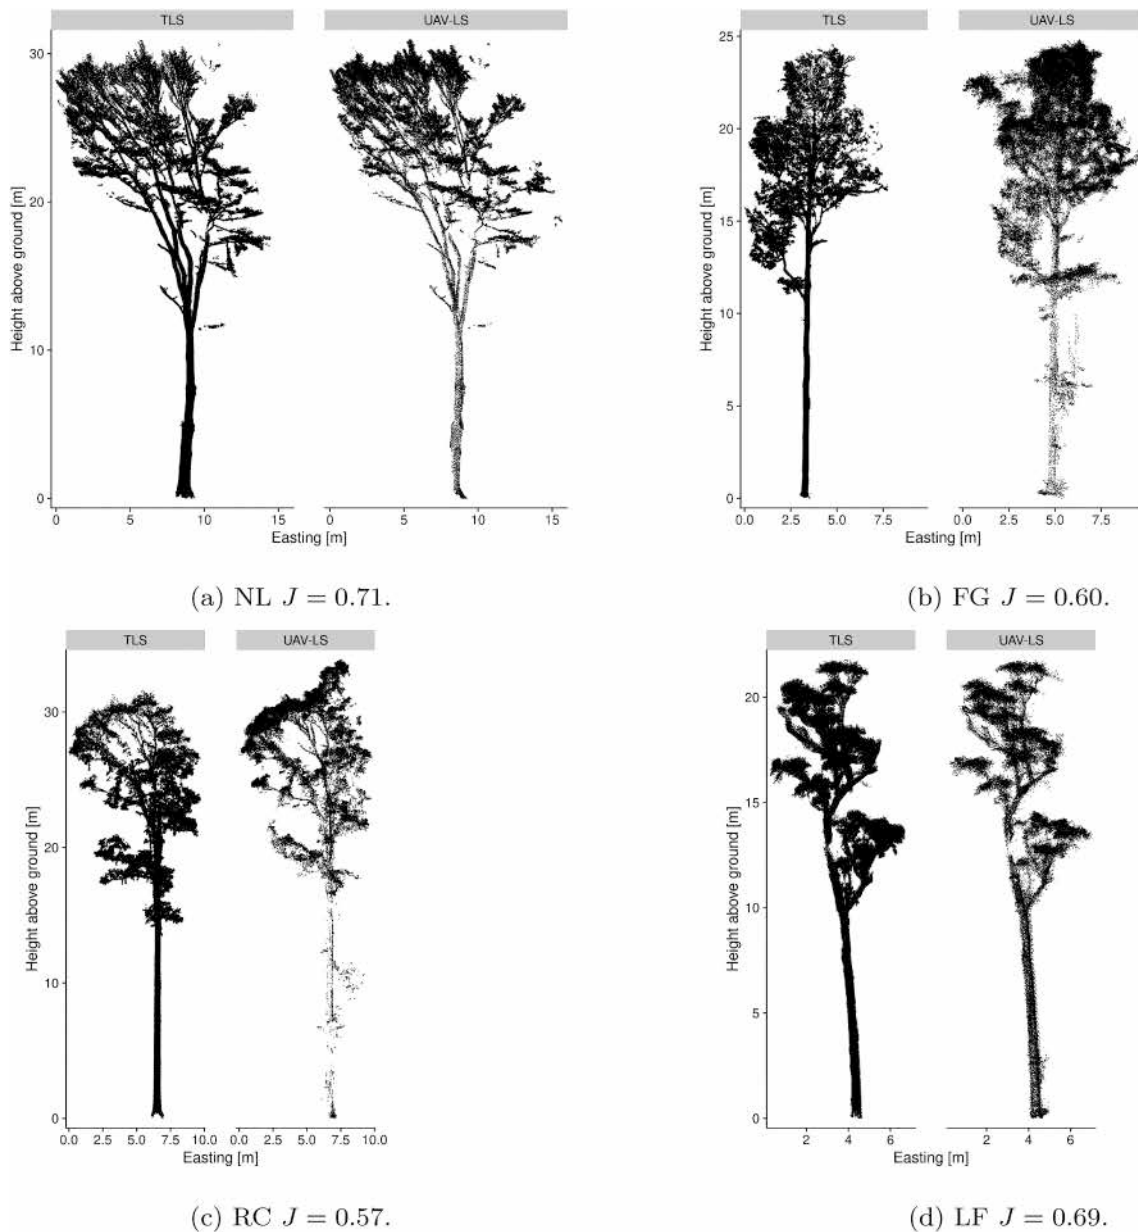 TLS UAV-LS
Height above ground [m]
30
20
10
0
0 5 10 15 0 5 10 15
Easting [m]
(a) NL J = 0.71.
TLS UAV-LS
Height above ground [m]
25
20
15
10
5
0
0.0 2.5 5.0 7.5 0.0 2.5 5.0 7.5
Easting [m]
(b) FG J = 0.60.
TLS UAV-LS
Height above ground [m]
30
20
10
0
0.0 2.5 5.0 7.5 10.0 0.0 2.5 5.0 7.5 10.0
Easting [m]
(c) RC J = 0.57.
TLS UAV-LS
Height above ground [m]
20
15
10
5
0
2 4 6 2 4 6
Easting [m]
(d) LF J = 0.69.